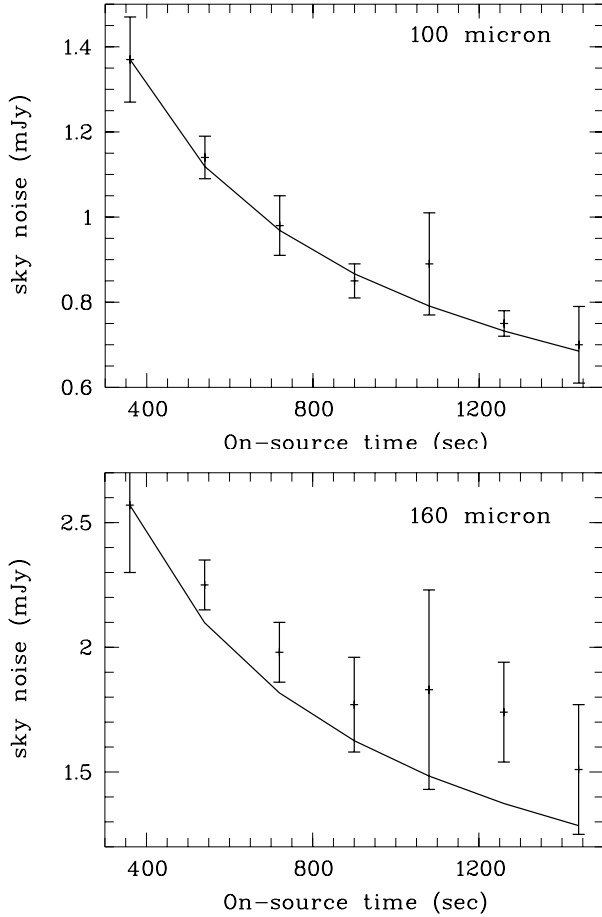 100 micron
1.4
1.2
1
0.8
0.6
sky noise (mJy)
400 800 1200
On-source time (sec)
160 micron
2.5
2
1.5
sky noise (mJy)
400 800 1200
On-source time (sec)